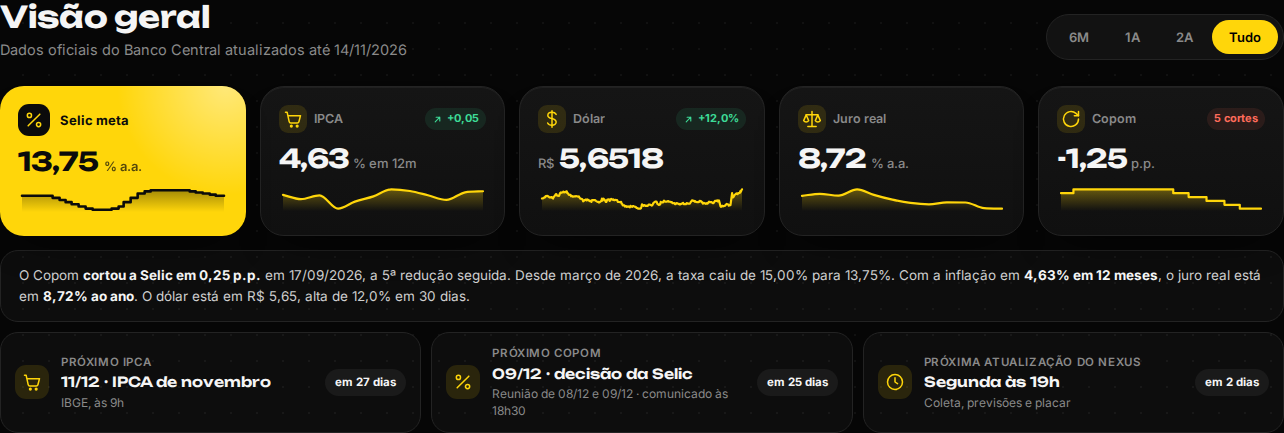 Visão geral
Dados oficiais do Banco Central atualizados até 14/11/2026
6M 1A 2A Tudo
Selic meta
13,75 % a.a.
IPCA +0,05
4,63 % em 12m
Dólar +12,0%
R$ 5,6518
Juro real
8,72 % a.a.
Copom 5 cortes
-1,25 p.p.
O Copom cortou a Selic em 0,25 p.p. em 17/09/2026, a 5ª redução seguida. Desde março de 2026, a taxa caiu de 15,00% para 13,75%. Com a inflação em 4,63% em 12 meses, o juro real está
em 8,72% ao ano. O dólar está em R$ 5,65, alta de 12,0% em 30 dias.
PRÓXIMO IPCA
11/12 · IPCA de novembro
IBGE, às 9h
em 27 dias
PRÓXIMO COPOM
09/12 · decisão da Selic
Reunião de 08/12 e 09/12 · comunicado às
18h30
em 25 dias
PRÓXIMA ATUALIZAÇÃO DO NEXUS
Segunda às 19h
Coleta, previsões e placar
em 2 dias